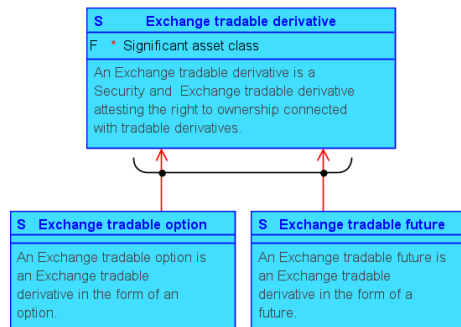 S Exchange tradable derivative
F * Significant asset class
An Exchange tradable derivative is a
Security and Exchange tradable derivative
attesting the right to ownership connected
with tradable derivatives.
S Exchange tradable option
An Exchange tradable option is
an Exchange tradable
derivative in the form of an
option.
S Exchange tradable future
An Exchange tradable future is
an Exchange tradable
derivative in the form of a
future.